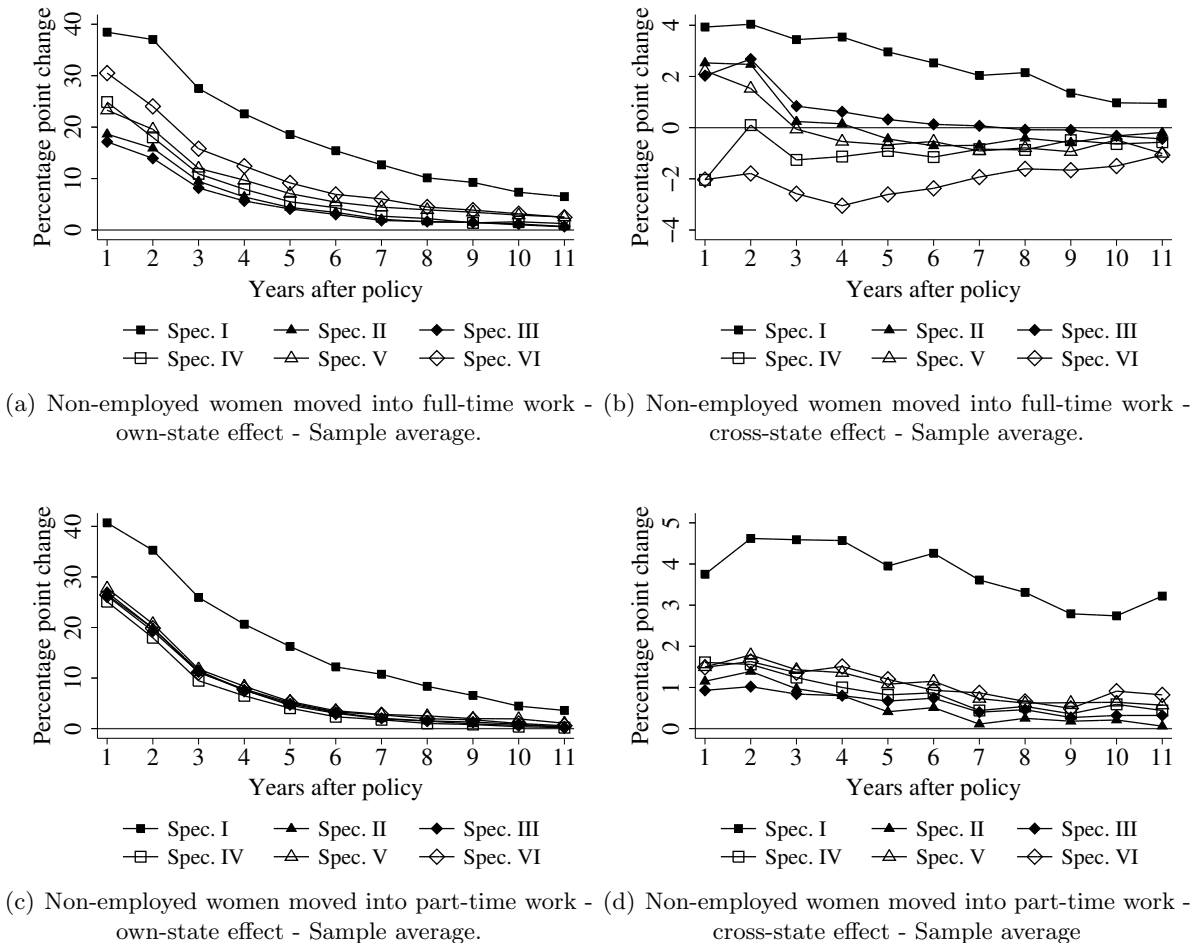 Percentage point change
0 10 20 30 40
1 2 3 4 5 6 7 8 9 10 11
Years after policy
Spec. I Spec. II Spec. III
Spec. IV Spec. V Spec. VI
(a) Non-employed women moved into full-time work -
own-state effect - Sample average.
Percentage point change
−4 −2 0 2 4
1 2 3 4 5 6 7 8 9 10 11
Years after policy
Spec. I Spec. II Spec. III
Spec. IV Spec. V Spec. VI
(b) Non-employed women moved into full-time work -
cross-state effect - Sample average.
Percentage point change
0 10 20 30 40
1 2 3 4 5 6 7 8 9 10 11
Years after policy
Spec. I Spec. II Spec. III
Spec. IV Spec. V Spec. VI
(c) Non-employed women moved into part-time work -
own-state effect - Sample average.
Percentage point change
0 1 2 3 4 5
1 2 3 4 5 6 7 8 9 10 11
Years after policy
Spec. I Spec. II Spec. III
Spec. IV Spec. V Spec. VI
(d) Non-employed women moved into part-time work -
cross-state effect - Sample average